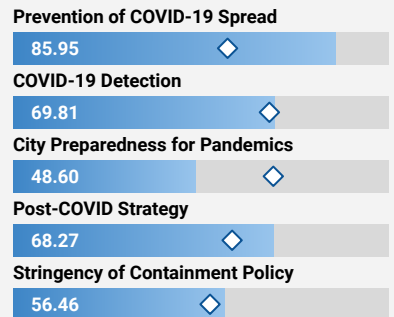 Prevention of COVID-19 Spread
85.95
COVID-19 Detection
69.81
City Preparedness for Pandemics
48.60
Post-COVID Strategy
68.27
Stringency of Containment Policy
56.46